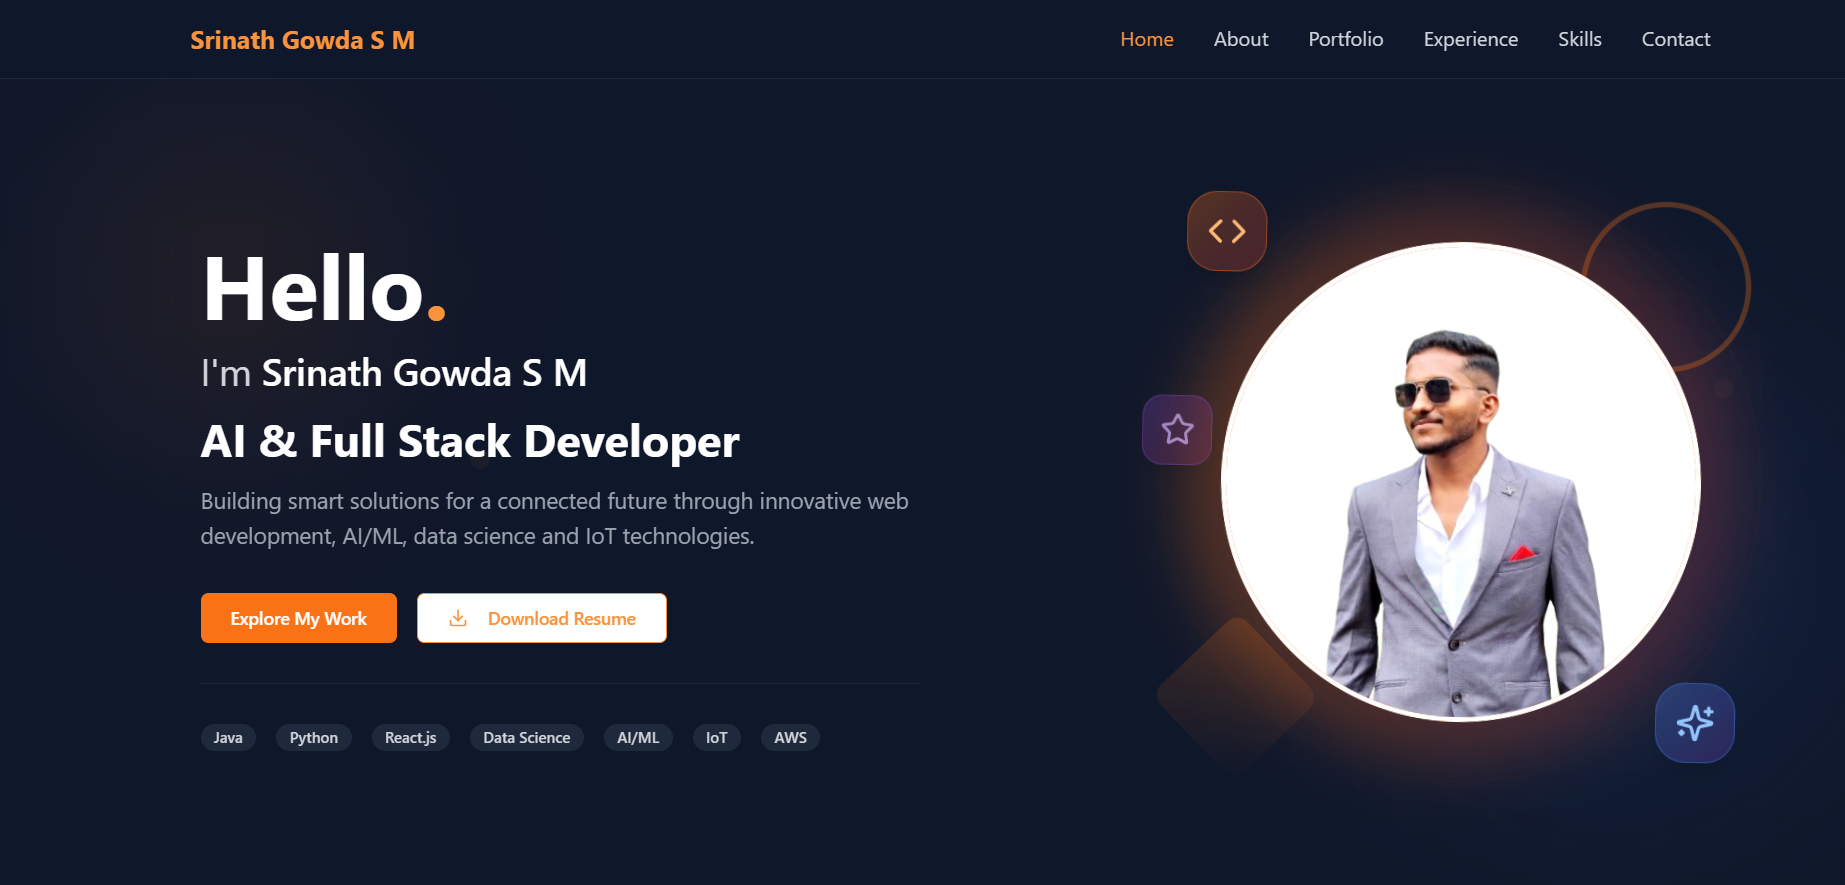 Srinath Gowda S M
Home About Portfolio Experience Skills Contact
Hello.
I'm Srinath Gowda S M
AI & Full Stack Developer
Building smart solutions for a connected future through innovative web
development, AI/ML, data science and IoT technologies.
Explore My Work
Download Resume
Java Python React.js Data Science AI/ML IoT AWS